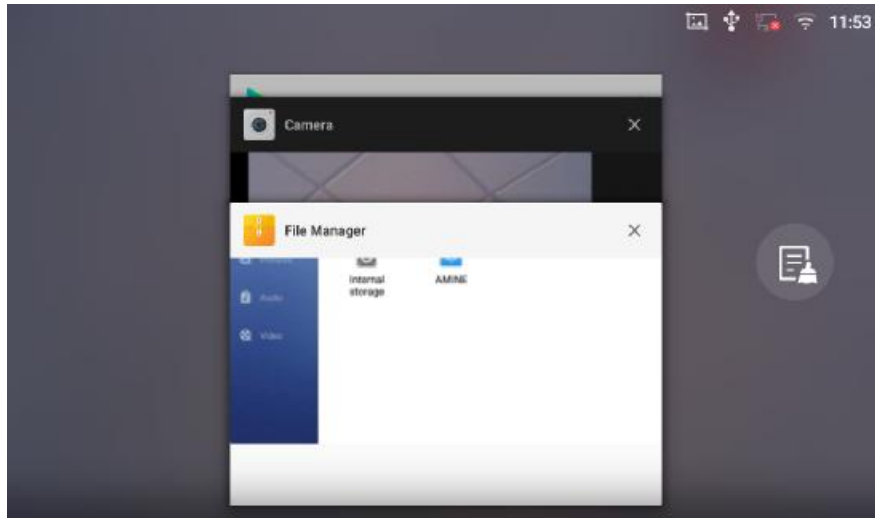 11:53
Camera
File Manager
Internal
storage
AMINE
Audio
Video